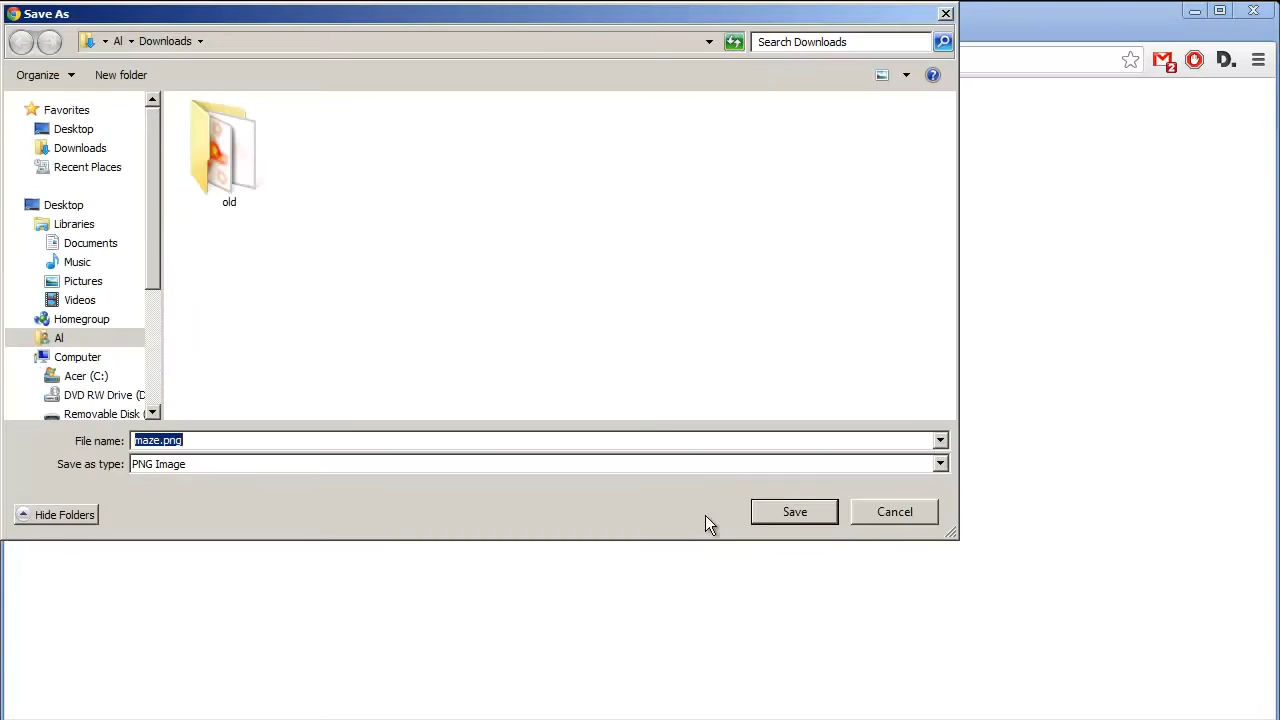 Save As
Al Downloads
Search Downloads
Organize New folder
Favorites
Desktop
Downloads
Recent Places
Desktop
Libraries
Documents
Music
Pictures
Videos
Homegroup
Al
Computer
Acer (C:)
DVD RW Drive (D
Removable Disk (
old
File name: maze.png
Save as type: PNG Image
Hide Folders
Save Cancel
2
D.